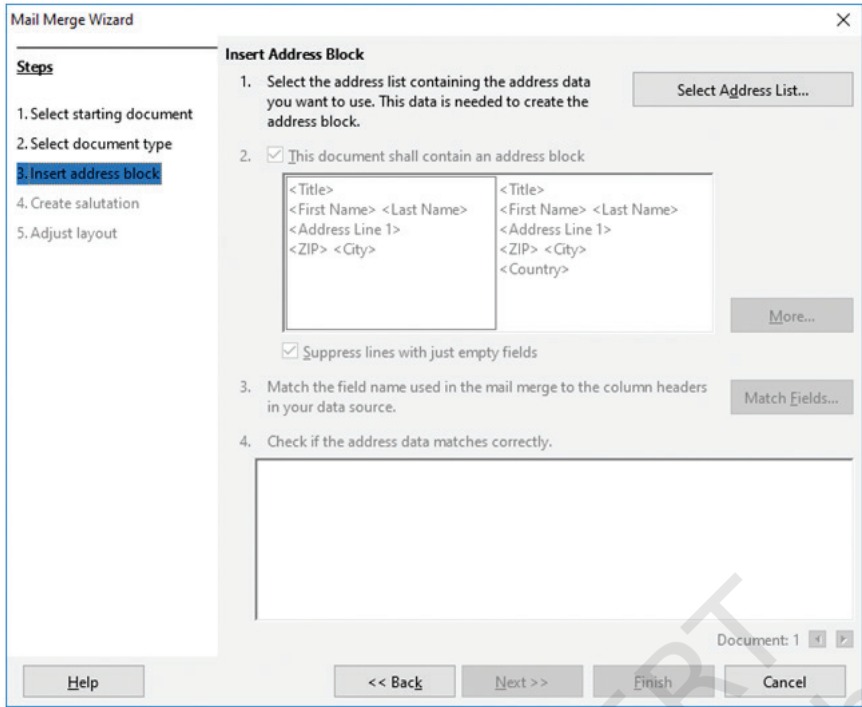 Mail Merge Wizard
Steps
1. Select starting document
2. Select document type
3. Insert address block
4. Create salutation
5. Adjust layout
Insert Address Block
1. Select the address list containing the address data
you want to use. This data is needed to create the
address block.
Select Address List...
2. This document shall contain an address block
<Title>
<First Name> <Last Name>
<Address Line 1>
<ZIP> <City>
<Title>
<First Name> <Last Name>
<Address Line 1>
<ZIP> <City>
<Country>
More...
Suppress lines with just empty fields
3. Match the field name used in the mail merge to the column headers
in your data source.
Match Fields...
4. Check if the address data matches correctly.
Document: 1
Help
<< Back
Next >>
Finish
Cancel